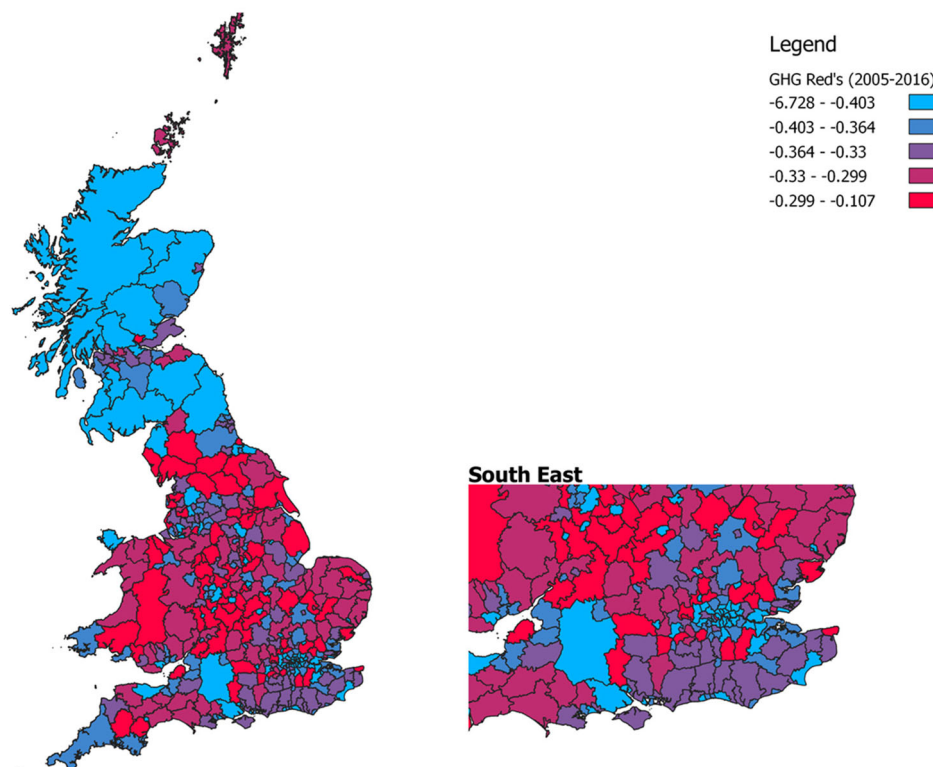 Legend
GHG Red's (2005-2016)
-6.728 - -0.403
-0.403 - -0.364
-0.364 - -0.33
-0.33 - -0.299
-0.299 - -0.107
South East